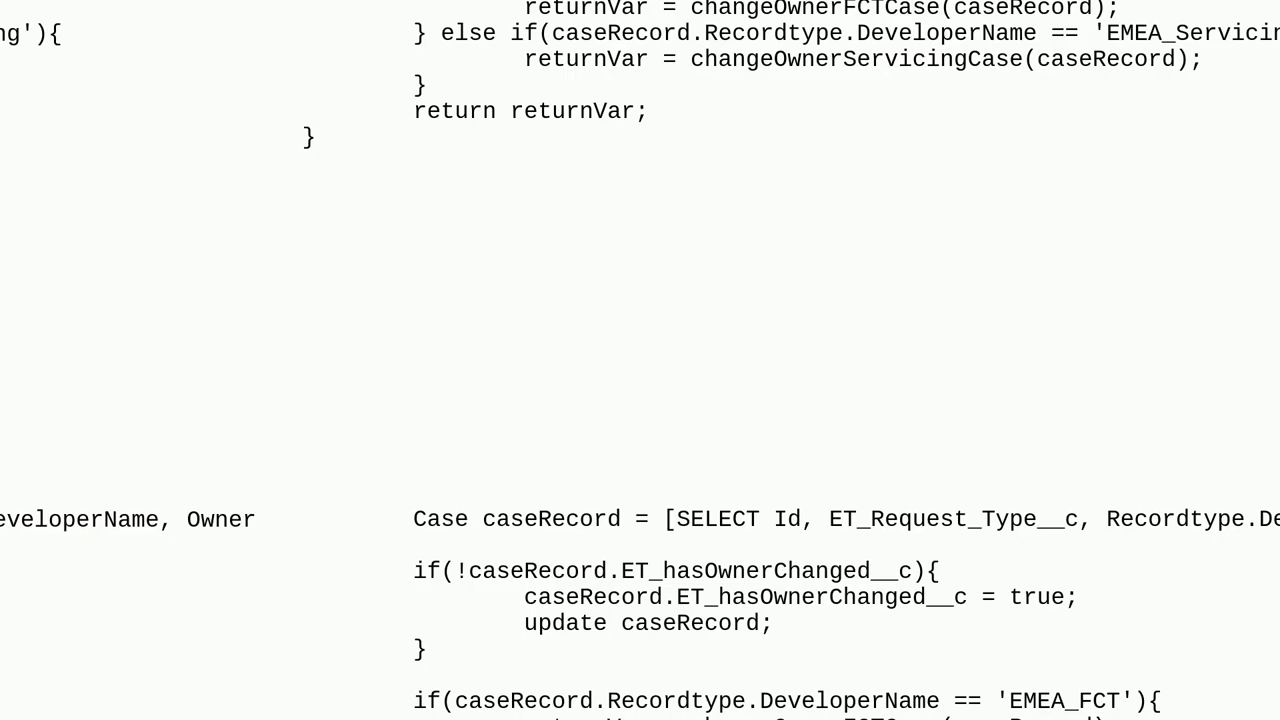 returnVar = changeOwnerFCTCase(caseRecord);
ng'){ } else if(caseRecord.Recordtype.DeveloperName == 'EMEA_Servicin
returnVar = changeOwnerServicingCase(caseRecord);
}
return returnVar;
}
eveloperName, Owner Case caseRecord = [SELECT Id, ET_Request_Type__c, Recordtype.De
if(!caseRecord.ET_hasOwnerChanged__c){
caseRecord.ET_hasOwnerChanged__c = true;
update caseRecord;
}
if(caseRecord.Recordtype.DeveloperName == 'EMEA_FCT'){